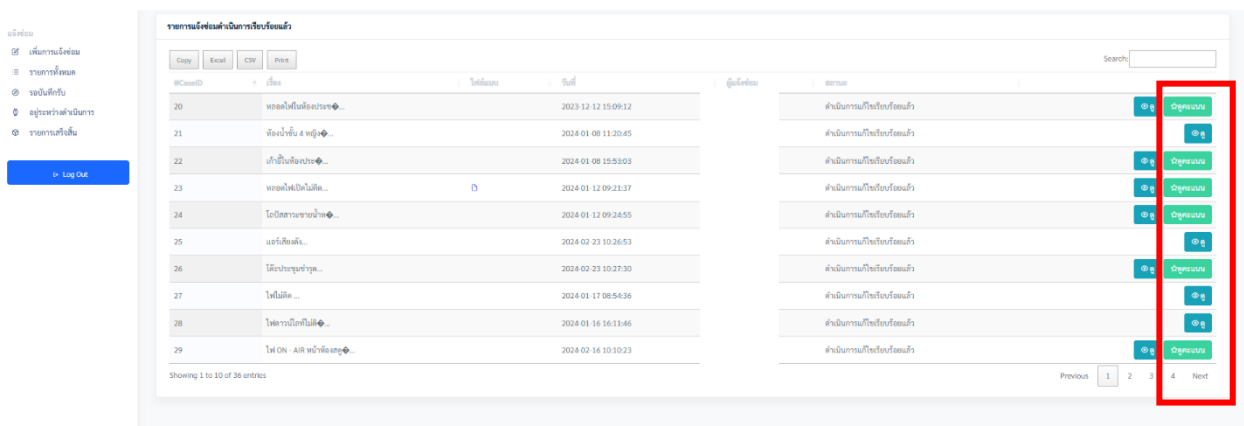 แจ้งซ่อม
เพิ่มการแจ้งซ่อม
รายการทั้งหมด
รอบันทึกรับ
อยู่ระหว่างดำเนินการ
รายการเสร็จสิ้น
Log Out
รายการแจ้งซ่อมดำเนินการเรียบร้อยแล้ว
Copy Excel CSV Print Search:
#CaseID เรื่อง ไฟล์แนบ วันที่ ผู้แจ้งซ่อม สถานะ
20 หลอดไฟในห้องประช�... 2023-12-12 15:09:12 ดำเนินการแก้ไขเรียบร้อยแล้ว ดู ดูคะแนน
21 ห้องน้ำชั้น 4 หญิง�... 2024-01-08 11:20:45 ดำเนินการแก้ไขเรียบร้อยแล้ว ดู
22 เก้าอี้ในห้องประ�... 2024-01-08 15:53:03 ดำเนินการแก้ไขเรียบร้อยแล้ว ดู ดูคะแนน
23 หลอดไฟเปิดไม่ติด... 2024-01-12 09:21:37 ดำเนินการแก้ไขเรียบร้อยแล้ว ดู ดูคะแนน
24 โถปัสสาวะชายน้ำห�... 2024-01-12 09:24:55 ดำเนินการแก้ไขเรียบร้อยแล้ว ดู ดูคะแนน
25 แอร์เสียงดัง... 2024-02-23 10:26:53 ดำเนินการแก้ไขเรียบร้อยแล้ว ดู
26 โต๊ะประชุมชำรุด... 2024-02-23 10:27:30 ดำเนินการแก้ไขเรียบร้อยแล้ว ดู ดูคะแนน
27 ไฟไม่ติด ... 2024-01-17 08:54:36 ดำเนินการแก้ไขเรียบร้อยแล้ว ดู
28 ไฟดาวน์ไลท์ไม่ติ�... 2024-01-16 16:11:46 ดำเนินการแก้ไขเรียบร้อยแล้ว ดู
29 ไฟ ON - AIR หน้าห้องสตู�... 2024-02-16 10:10:23 ดำเนินการแก้ไขเรียบร้อยแล้ว ดู ดูคะแนน
Showing 1 to 10 of 36 entries Previous 1 2 3 4 Next